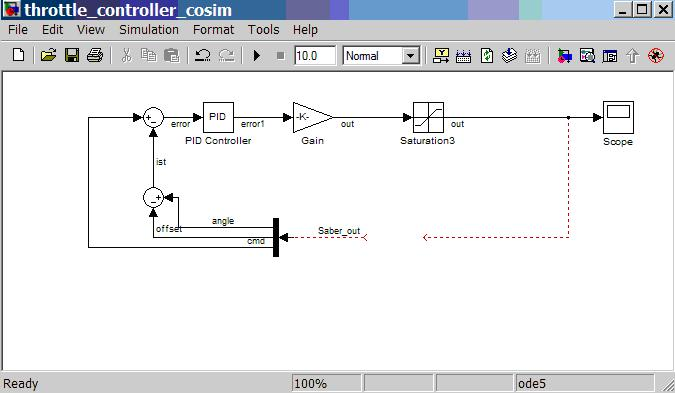 throttle_controller_cosim
File Edit View Simulation Format Tools Help
10.0 Normal
+ - error PID error1 -K- out out
PID Controller Gain Saturation3 Scope
ist
- +
angle
offset
Saber_out
cmd
Ready 100% ode5